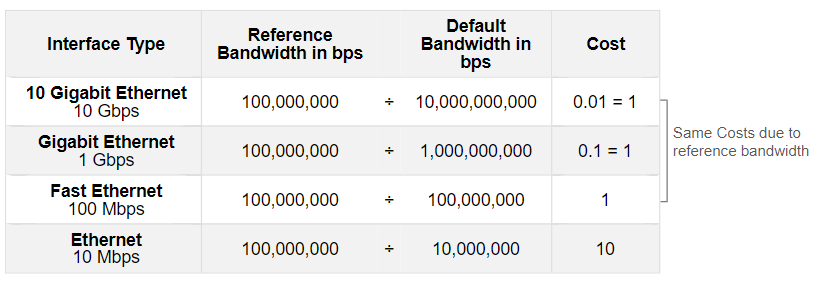 Interface Type
Reference
Bandwidth in bps
Default
Bandwidth in
bps
Cost
10 Gigabit Ethernet
10 Gbps
100,000,000 ÷ 10,000,000,000 0.01 = 1
Gigabit Ethernet
1 Gbps
100,000,000 ÷ 1,000,000,000 0.1 = 1
Fast Ethernet
100 Mbps
100,000,000 ÷ 100,000,000 1
Ethernet
10 Mbps
100,000,000 ÷ 10,000,000 10
Same Costs due to
reference bandwidth